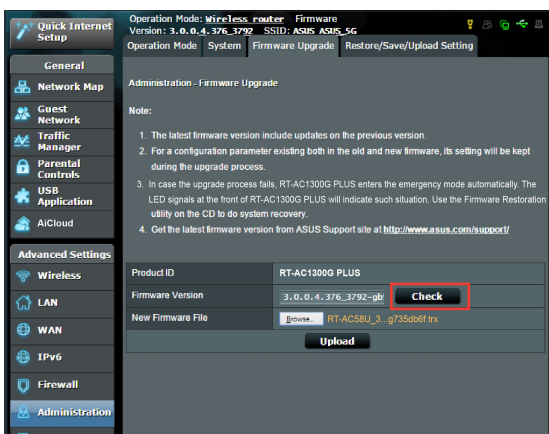 Quick Internet
Setup
Operation Mode: Wireless router Firmware
Version: 3.0.0.4.376_3792 SSID: ASUS ASUS_5G
Operation Mode System Firmware Upgrade Restore/Save/Upload Setting
General
Network Map
Guest
Network
Traffic
Manager
Parental
Controls
USB
Application
AiCloud
Advanced Settings
Wireless
LAN
WAN
IPv6
Firewall
Administration
Administration - Firmware Upgrade
Note:
1. The latest firmware version include updates on the previous version.
2. For a configuration parameter existing both in the old and new firmware, its setting will be kept
during the upgrade process.
3. In case the upgrade process fails, RT-AC1300G PLUS enters the emergency mode automatically. The
LED signals at the front of RT-AC1300G PLUS will indicate such situation. Use the Firmware Restoration
utility on the CD to do system recovery.
4. Get the latest firmware version from ASUS Support site at http://www.asus.com/support/
Product ID RT-AC1300G PLUS
Firmware Version 3.0.0.4.376_3792-gb Check
New Firmware File Browse... RT-AC58U_3...g735db6f.trx
Upload